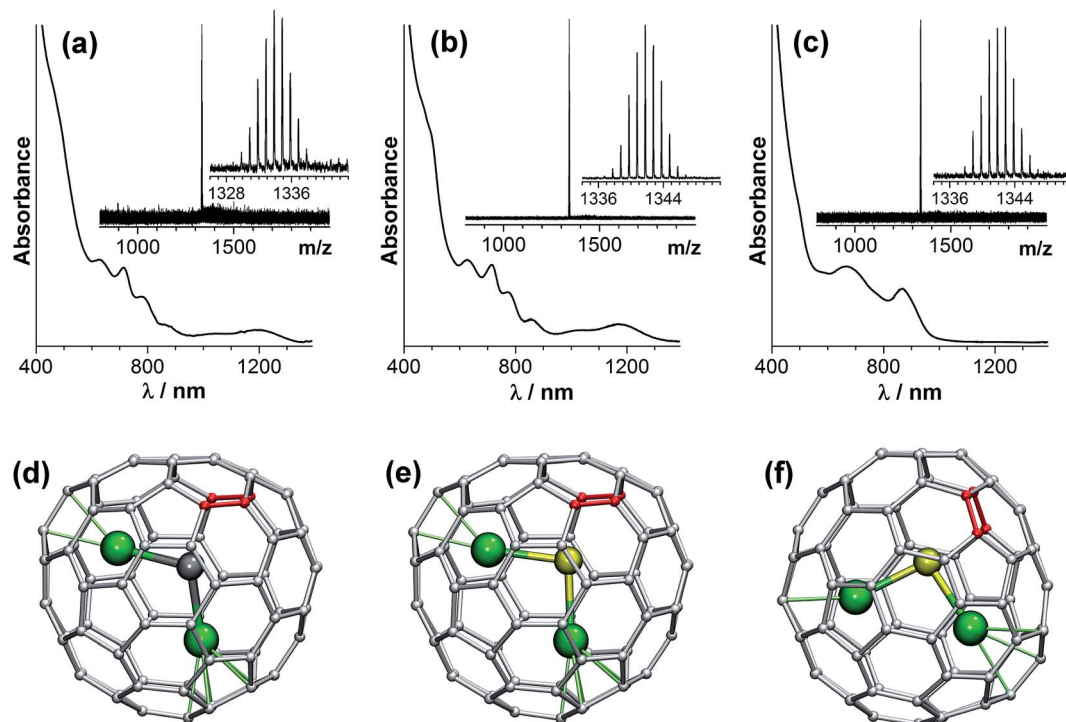 (a)
Absorbance
1328 1336
1000 1500 m/z
400 800 1200
λ / nm
(b)
Absorbance
1336 1344
1000 1500 m/z
400 800 1200
λ / nm
(c)
Absorbance
1336 1344
1000 1500 m/z
400 800 1200
λ / nm
(d)
(e)
(f)